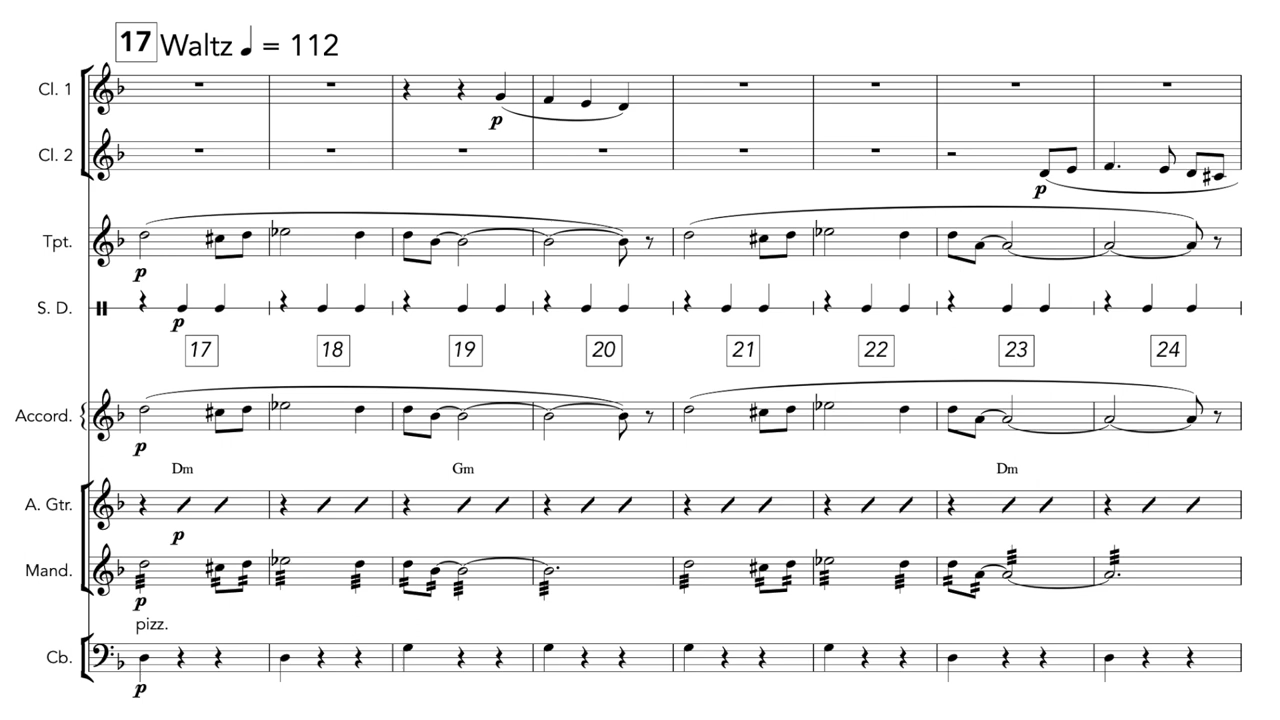 17 Waltz ♩ = 112
Cl. 1
p
Cl. 2
p
Tpt.
p
S. D.
p
17 18 19 20 21 22 23 24
Accord.
p
Dm Gm Dm
A. Gtr.
p
Mand.
p
pizz.
Cb.
p